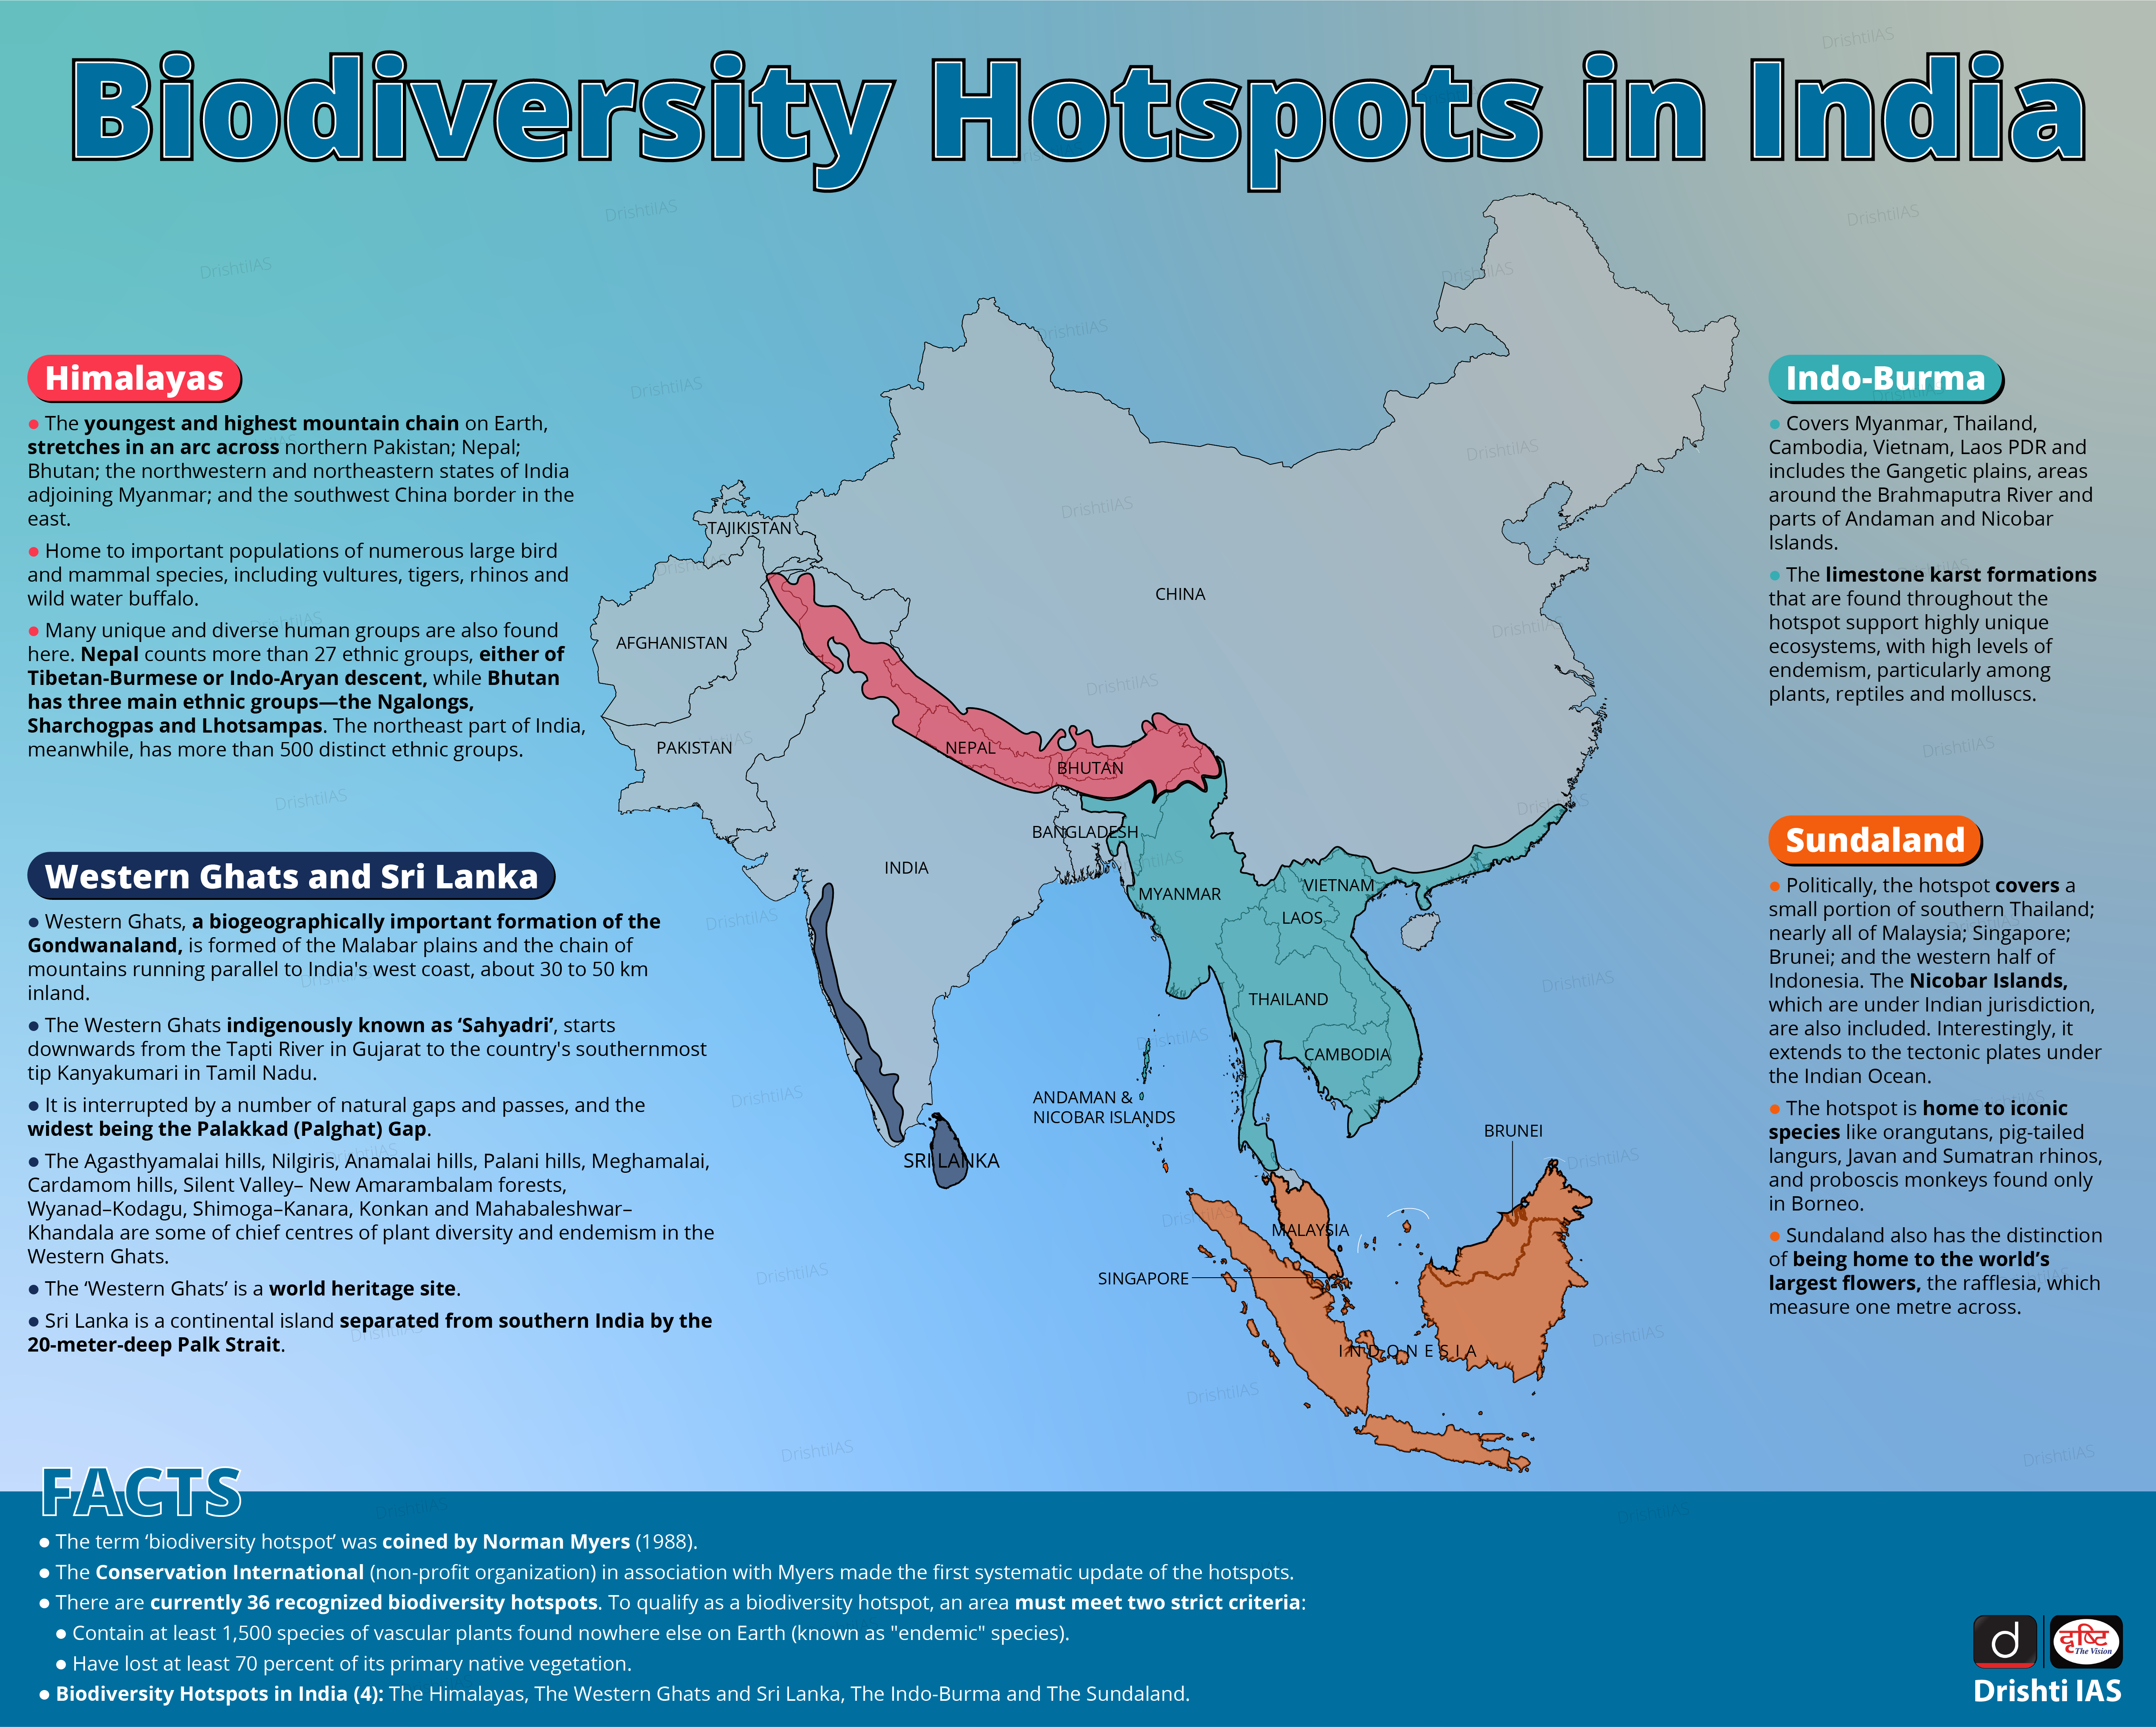 Biodiversity Hotspots in India
Himalayas
● The youngest and highest mountain chain on Earth,
stretches in an arc across northern Pakistan; Nepal;
Bhutan; the northwestern and northeastern states of India
adjoining Myanmar; and the southwest China border in the
east.
● Home to important populations of numerous large bird
and mammal species, including vultures, tigers, rhinos and
wild water buffalo.
● Many unique and diverse human groups are also found
here. Nepal counts more than 27 ethnic groups, either of
Tibetan-Burmese or Indo-Aryan descent, while Bhutan
has three main ethnic groups—the Ngalongs,
Sharchogpas and Lhotsampas. The northeast part of India,
meanwhile, has more than 500 distinct ethnic groups.
Western Ghats and Sri Lanka
● Western Ghats, a biogeographically important formation of the
Gondwanaland, is formed of the Malabar plains and the chain of
mountains running parallel to India's west coast, about 30 to 50 km
inland.
● The Western Ghats indigenously known as ‘Sahyadri’, starts
downwards from the Tapti River in Gujarat to the country's southernmost
tip Kanyakumari in Tamil Nadu.
● It is interrupted by a number of natural gaps and passes, and the
widest being the Palakkad (Palghat) Gap.
● The Agasthyamalai hills, Nilgiris, Anamalai hills, Palani hills, Meghamalai,
Cardamom hills, Silent Valley– New Amarambalam forests,
Wyanad–Kodagu, Shimoga–Kanara, Konkan and Mahabaleshwar–
Khandala are some of chief centres of plant diversity and endemism in the
Western Ghats.
● The ‘Western Ghats’ is a world heritage site.
● Sri Lanka is a continental island separated from southern India by the
20-meter-deep Palk Strait.
TAJIKISTAN
CHINA
AFGHANISTAN
PAKISTAN
NEPAL
BHUTAN
BANGLADESH
INDIA
MYANMAR
VIETNAM
LAOS
THAILAND
CAMBODIA
ANDAMAN &
NICOBAR ISLANDS
SRI LANKA
BRUNEI
MALAYSIA
SINGAPORE
INDONESIA
Indo-Burma
● Covers Myanmar, Thailand,
Cambodia, Vietnam, Laos PDR and
includes the Gangetic plains, areas
around the Brahmaputra River and
parts of Andaman and Nicobar
Islands.
● The limestone karst formations
that are found throughout the
hotspot support highly unique
ecosystems, with high levels of
endemism, particularly among
plants, reptiles and molluscs.
Sundaland
● Politically, the hotspot covers a
small portion of southern Thailand;
nearly all of Malaysia; Singapore;
Brunei; and the western half of
Indonesia. The Nicobar Islands,
which are under Indian jurisdiction,
are also included. Interestingly, it
extends to the tectonic plates under
the Indian Ocean.
● The hotspot is home to iconic
species like orangutans, pig-tailed
langurs, Javan and Sumatran rhinos,
and proboscis monkeys found only
in Borneo.
● Sundaland also has the distinction
of being home to the world’s
largest flowers, the rafflesia, which
measure one metre across.
FACTS
● The term ‘biodiversity hotspot’ was coined by Norman Myers (1988).
● The Conservation International (non-profit organization) in association with Myers made the first systematic update of the hotspots.
● There are currently 36 recognized biodiversity hotspots. To qualify as a biodiversity hotspot, an area must meet two strict criteria:
● Contain at least 1,500 species of vascular plants found nowhere else on Earth (known as "endemic" species).
● Have lost at least 70 percent of its primary native vegetation.
● Biodiversity Hotspots in India (4): The Himalayas, The Western Ghats and Sri Lanka, The Indo-Burma and The Sundaland.
d
दृष्टि
The Vision
Drishti IAS